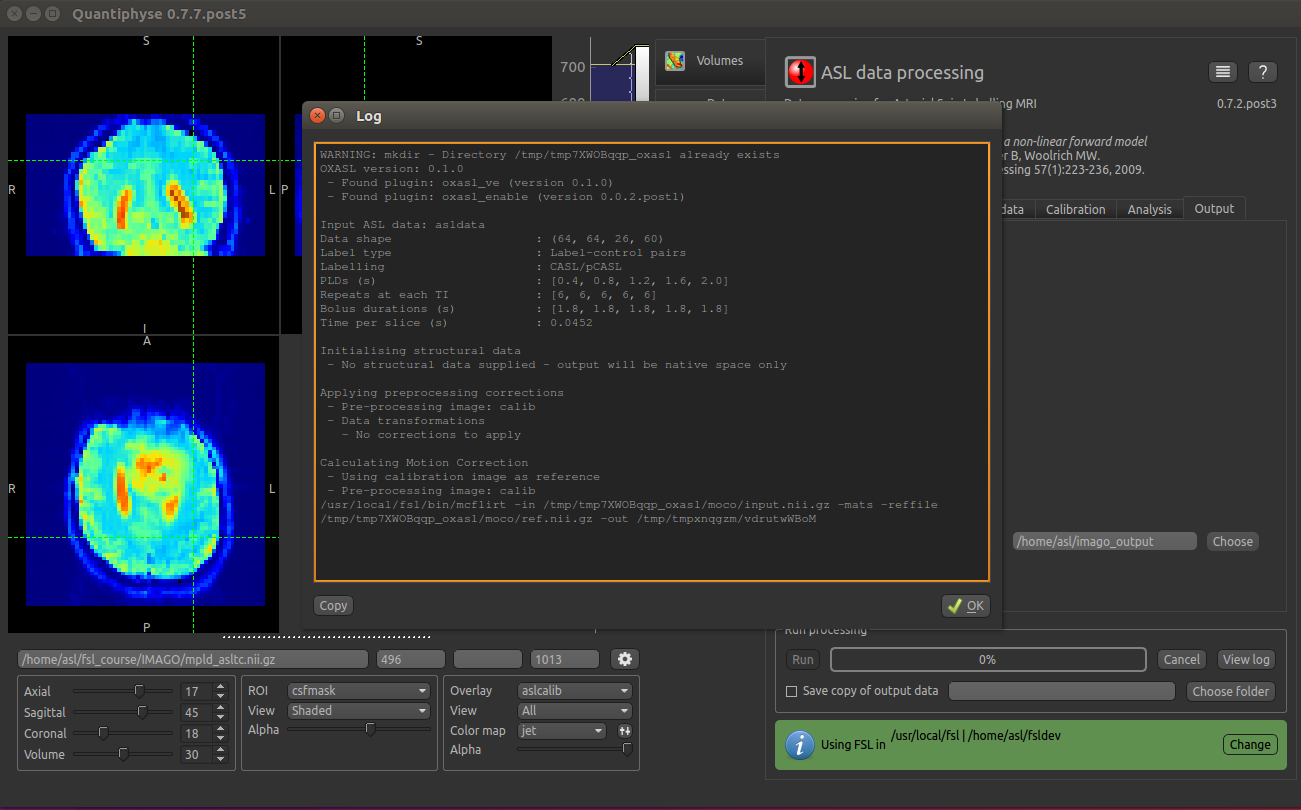 Quantiphyse 0.7.7.post5
S
S
R
L
P
I
A
R
L
P
700
Volumes
ASL data processing
?
MRI
0.7.2.post3
a non-linear forward model
B, Woolrich MW.
57(1):223-236, 2009.
data
Calibration
Analysis
Output
Log
WARNING: mkdir - Directory /tmp/tmp7XWOBqqp_oxasl already exists
OXASL version: 0.1.0
- Found plugin: oxasl_ve (version 0.1.0)
- Found plugin: oxasl_enable (version 0.0.2.post1)
Input ASL data: asldata
Data shape : (64, 64, 26, 60)
Label type : Label-control pairs
Labelling : CASL/pCASL
PLDs (s) : [0.4, 0.8, 1.2, 1.6, 2.0]
Repeats at each TI : [6, 6, 6, 6, 6]
Bolus durations (s) : [1.8, 1.8, 1.8, 1.8, 1.8]
Time per slice (s) : 0.0452
Initialising structural data
- No structural data supplied - output will be native space only
Applying preprocessing corrections
- Pre-processing image: calib
- Data transformations
- No corrections to apply
Calculating Motion Correction
- Using calibration image as reference
- Pre-processing image: calib
/usr/local/fsl/bin/mcflirt -in /tmp/tmp7XWOBqqp_oxasl/moco/input.nii.gz -mats -reffile
/tmp/tmp7XWOBqqp_oxasl/moco/ref.nii.gz -out /tmp/tmpxnqgzm/vdrutwWBoM
Copy
OK
/home/asl/imago_output
Choose
/home/asl/fsl_course/IMAGO/mpld_asltc.nii.gz
496
1013
Axial
17
Sagittal
45
Coronal
18
Volume
30
ROI
csfmask
View
Shaded
Alpha
Overlay
aslcalib
View
All
Color map
jet
Alpha
Run processing
Run
0%
Cancel
View log
Save copy of output data
Choose folder
Using FSL in
/usr/local/fsl | /home/asl/fsldev
Change